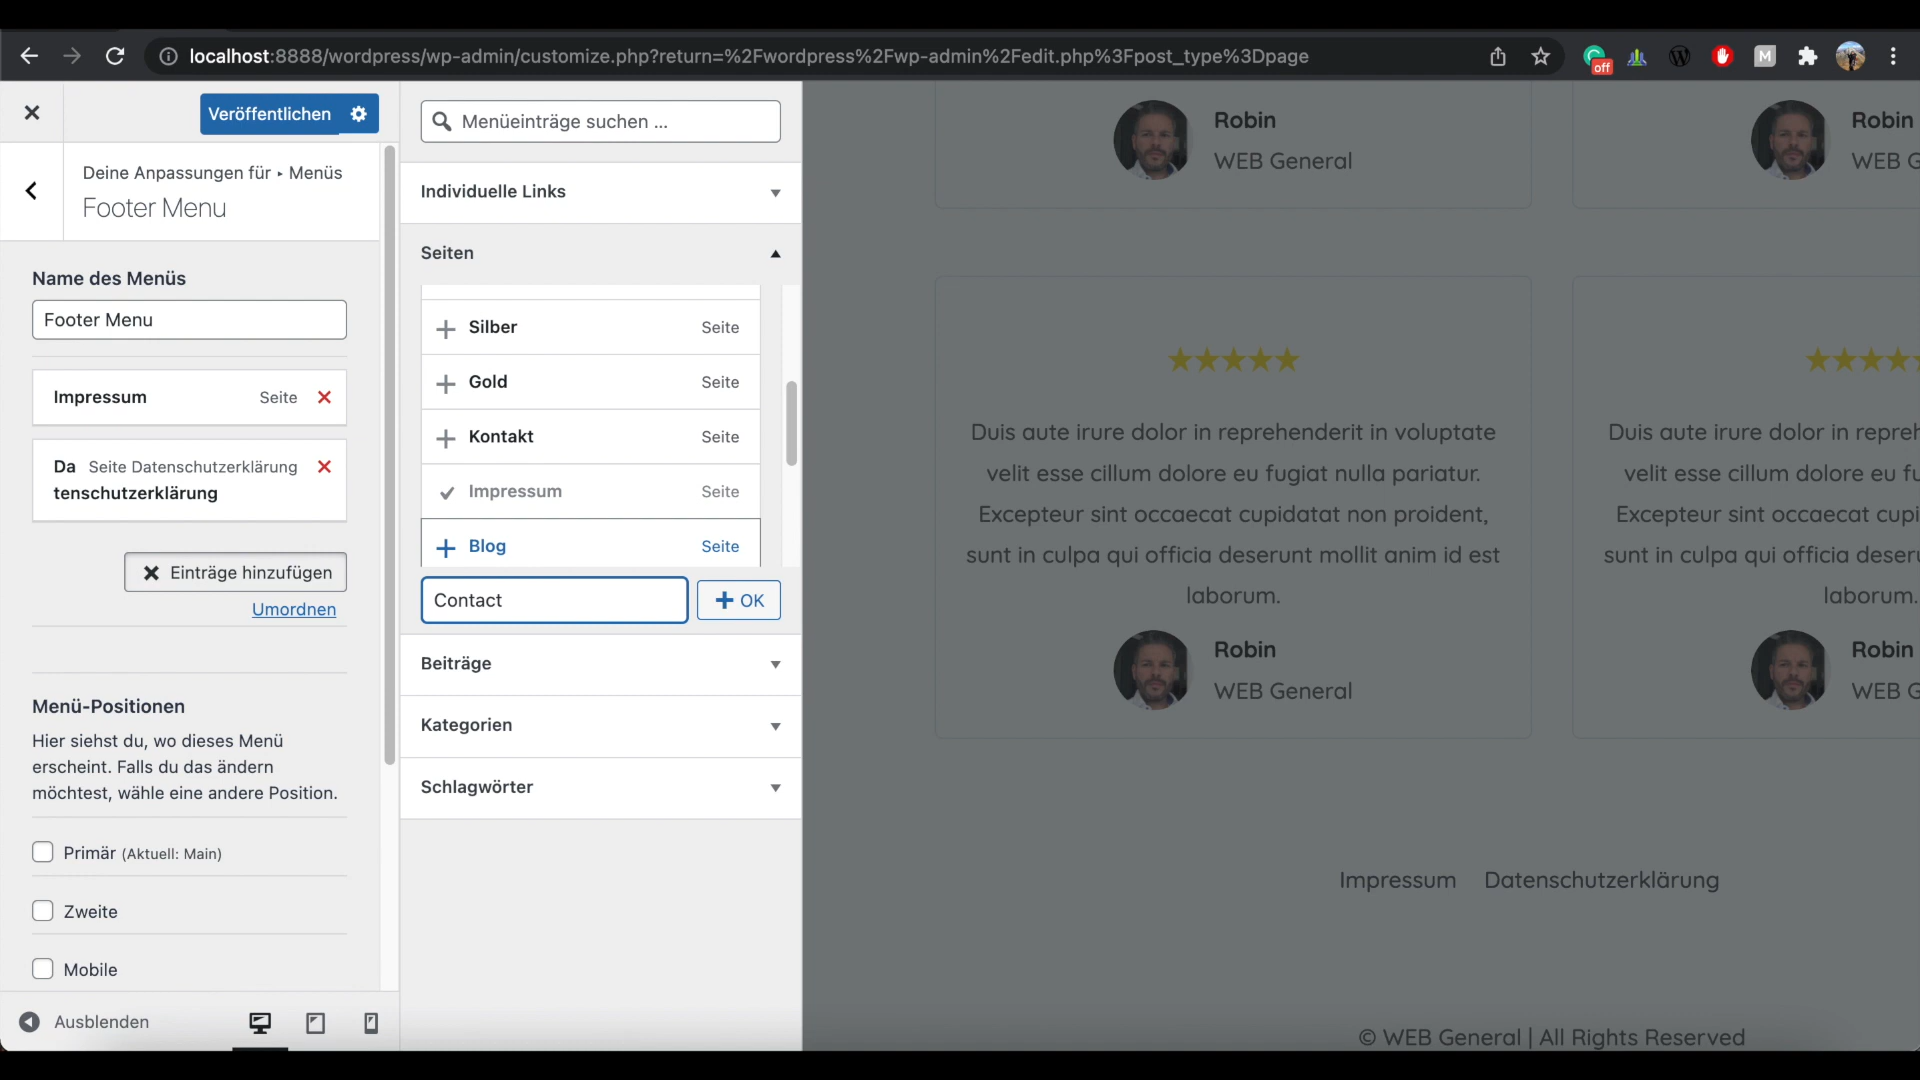 localhost:8888/wordpress/wp-admin/customize.php?return=%2Fwordpress%2Fwp-admin%2Fedit.php%3Fpost_type%3Dpage
off
M
Veröffentlichen
Deine Anpassungen für ▸ Menüs
Footer Menu
Name des Menüs
Footer Menu
Impressum Seite
Da Seite Datenschutzerklärung
tenschutzerklärung
Einträge hinzufügen
Umordnen
Menü-Positionen
Hier siehst du, wo dieses Menü
erscheint. Falls du das ändern
möchtest, wähle eine andere Position.
Primär (Aktuell: Main)
Zweite
Mobile
Ausblenden
Menüeinträge suchen ...
Individuelle Links
Seiten
Silber Seite
Gold Seite
Kontakt Seite
Impressum Seite
Blog Seite
Contact
OK
Beiträge
Kategorien
Schlagwörter
Robin
WEB General
Robin
WEB G
Duis aute irure dolor in reprehenderit in voluptate
velit esse cillum dolore eu fugiat nulla pariatur.
Excepteur sint occaecat cupidatat non proident,
sunt in culpa qui officia deserunt mollit anim id est
laborum.
Robin
WEB General
Duis aute irure dolor in repreh
velit esse cillum dolore eu fu
Excepteur sint occaecat cupi
sunt in culpa qui officia deseru
laborum.
Robin
WEB G
Impressum Datenschutzerklärung
© WEB General | All Rights Reserved